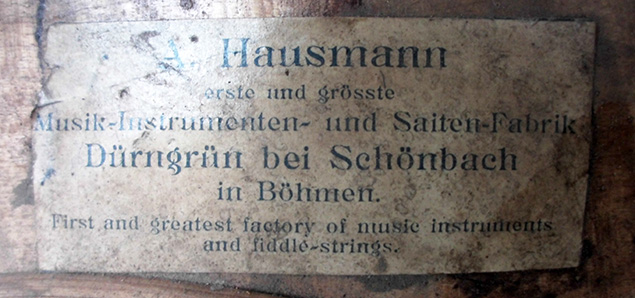 A. Hausmann
erste und grösste
Musik-Instrumenten- und Saiten-Fabrik
Dürngrün bei Schönbach
in Böhmen.
First and greatest factory of music instruments
and fiddle-strings.